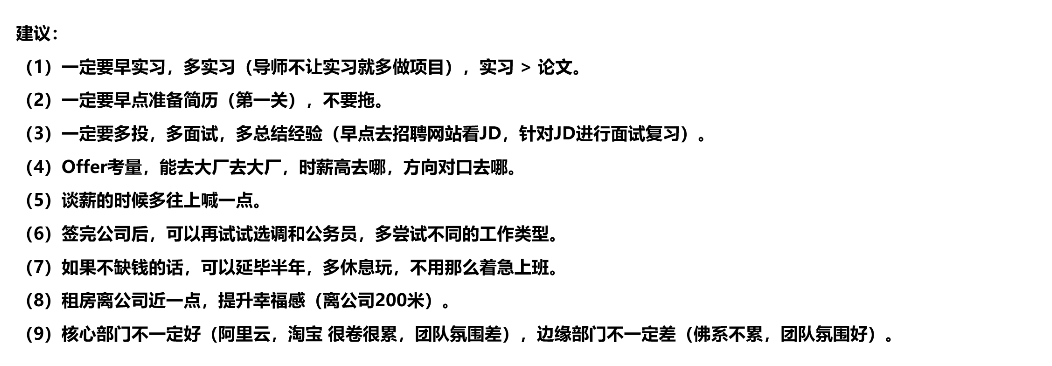 建议：
（1）一定要早实习，多实习（导师不让实习就多做项目），实习 > 论文。
（2）一定要早点准备简历（第一关），不要拖。
（3）一定要多投，多面试，多总结经验（早点去招聘网站看JD，针对JD进行面试复习）。
（4）Offer考量，能去大厂去大厂，时薪高去哪，方向对口去哪。
（5）谈薪的时候多往上喊一点。
（6）签完公司后，可以再试试选调和公务员，多尝试不同的工作类型。
（7）如果不缺钱的话，可以延毕半年，多休息玩，不用那么着急上班。
（8）租房离公司近一点，提升幸福感（离公司200米）。
（9）核心部门不一定好（阿里云，淘宝 很卷很累，团队氛围差），边缘部门不一定差（佛系不累，团队氛围好）。